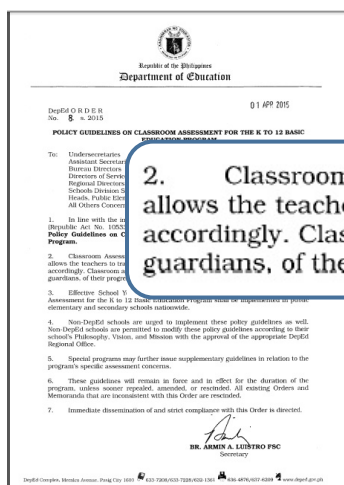 Republic of the Philippines
Department of Education
01 APR 2015
DepEd O R D E R
No. 8, s. 2015
POLICY GUIDELINES ON CLASSROOM ASSESSMENT FOR THE K TO 12 BASIC
EDUCATION PROGRAM
To: Undersecretaries
Assistant Secretar
Bureau Directors
Directors of Servic
Regional Directors
Schools Division S
Heads, Public Elem
All Others Concern
1. In line with the im
(Republic Act No. 10533
Policy Guidelines on C
Program.
2. Classroom Assess
allows the teachers to tra
accordingly. Classroom a
guardians, of their progre
2. Classroom
allows the teache
accordingly. Clas
guardians, of the
3. Effective School Y
Assessment for the K to 12 Basic Education Program shall be implemented in public
elementary and secondary schools nationwide.
4. Non-DepEd schools are urged to implement these policy guidelines as well.
Non-DepEd schools are permitted to modify these policy guidelines according to their
school's Philosophy, Vision, and Mission with the approval of the appropriate DepEd
Regional Office.
5. Special programs may further issue supplementary guidelines in relation to the
program's specific assessment concerns.
6. These guidelines will remain in force and in effect for the duration of the
program, unless sooner repealed, amended, or rescinded. All existing Orders and
Memoranda that are inconsistent with this Order are rescinded.
7. Immediate dissemination of and strict compliance with this Order is directed.
BR. ARMIN A. LUISTRO FSC
Secretary
DepEd Complex, Meralco Avenue, Pasig City 1600 633-7208/633-7228/632-1361 636-4876/637-6209 www.deped.gov.ph